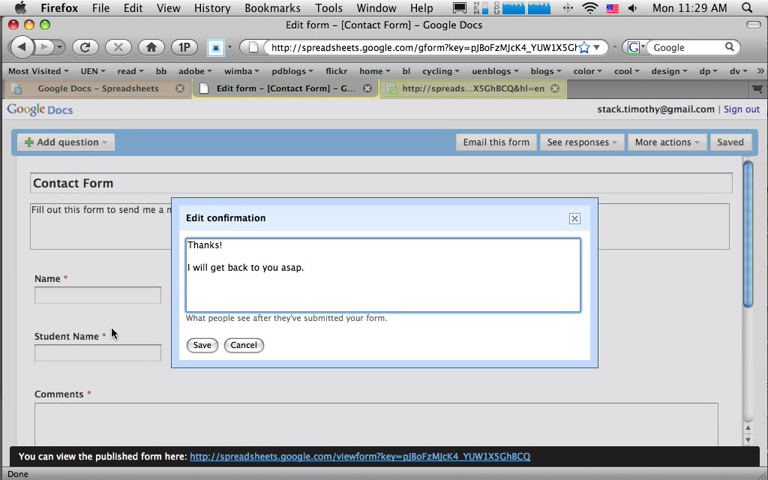 Firefox File Edit View History Bookmarks Tools Window Help Mon 11:29 AM
Edit form - [Contact Form] - Google Docs
1P http://spreadsheets.google.com/gform?key=pJBoFzMJcK4_YUW1X5GH Google
Most Visited UEN read bb adobe wimba pdblogs flickr home bl cycling uenblogs blogs color cool design dp dv »
Google Docs - Spreadsheets Edit form - [Contact Form] - G... http://spreads...X5GhBCQ&hl=en
Google Docs stack.timothy@gmail.com | Sign out
Add question Email this form See responses More actions Saved
Contact Form
Fill out this form to send me a m
Edit confirmation
Thanks!
I will get back to you asap.
What people see after they've submitted your form.
Save Cancel
Name *
Student Name *
Comments *
You can view the published form here: http://spreadsheets.google.com/viewform?key=pJBoFzMJcK4_YUW1X5GhBCQ
Done